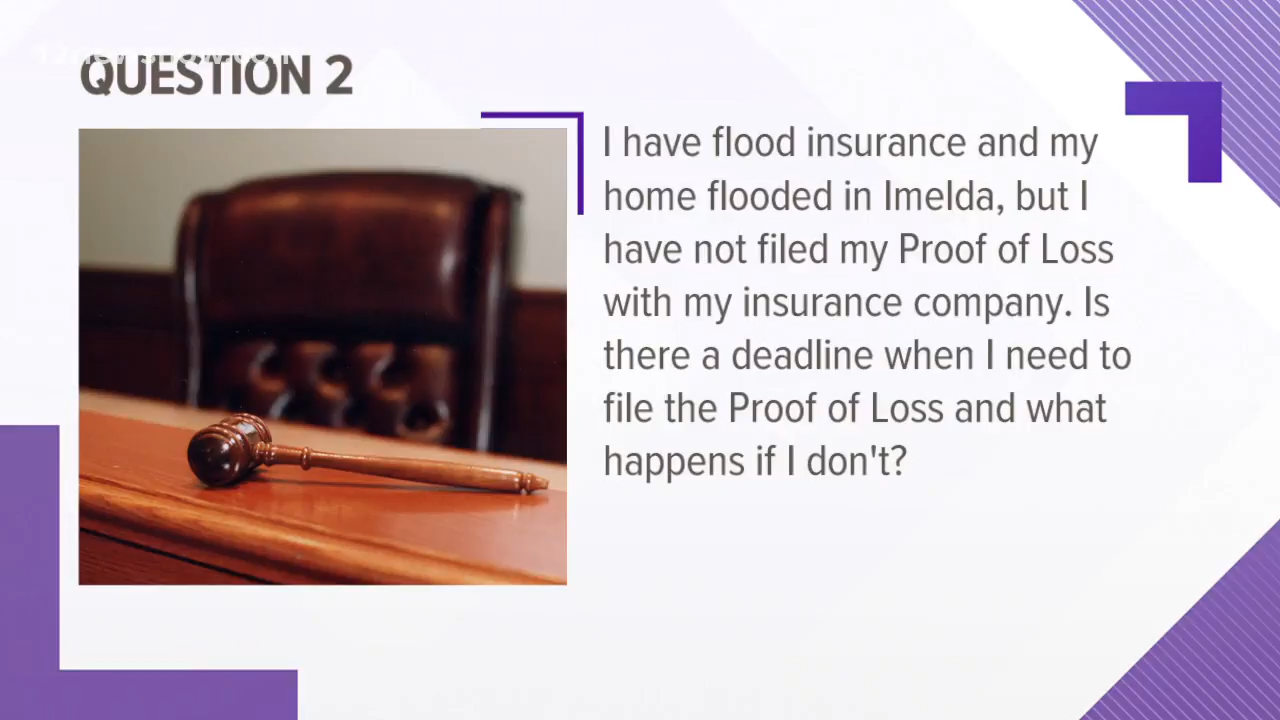 12newsnow.com
QUESTION 2
I have flood insurance and my
home flooded in Imelda, but I
have not filed my Proof of Loss
with my insurance company. Is
there a deadline when I need to
file the Proof of Loss and what
happens if I don't?